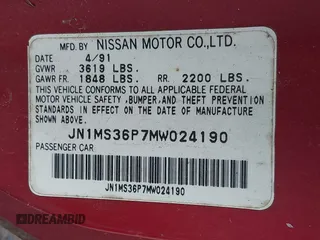 MFD. BY NISSAN MOTOR CO.,LTD.
DATE 4/91
GVWR 3619 LBS.
GAWR FR. 1848 LBS. RR. 2200 LBS.
THIS VEHICLE CONFORMS TO ALL APPLICABLE FEDERAL
MOTOR VEHICLE SAFETY ,BUMPER,AND THEFT PREVENTION
STANDARDS IN EFFECT ON THE DATE OF MANUFACTURE
SHOWN ABOVE.
JN1MS36P7MW024190
PASSENGER CAR
JN1MS36P7MW024190
DREAMBID